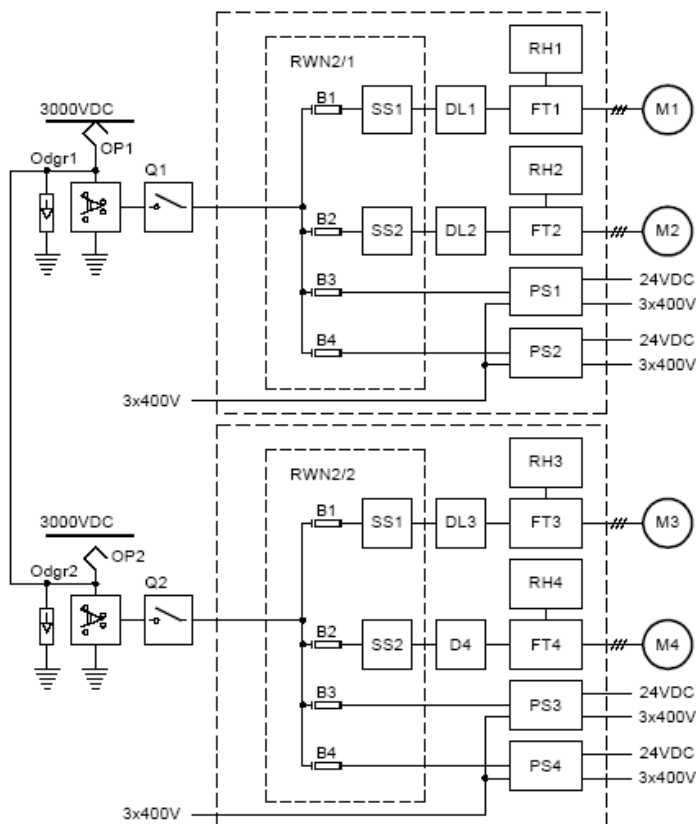 RH1
RWN2/1
B1
SS1
DL1
FT1
M1
3000VDC
OP1
Odgr1
Q1
RH2
B2
SS2
DL2
FT2
M2
B3
PS1
24VDC
3x400V
B4
PS2
24VDC
3x400V
3x400V
RH3
RWN2/2
B1
SS1
DL3
FT3
M3
3000VDC
OP2
Odgr2
Q2
RH4
B2
SS2
D4
FT4
M4
B3
PS3
24VDC
3x400V
B4
PS4
24VDC
3x400V
3x400V